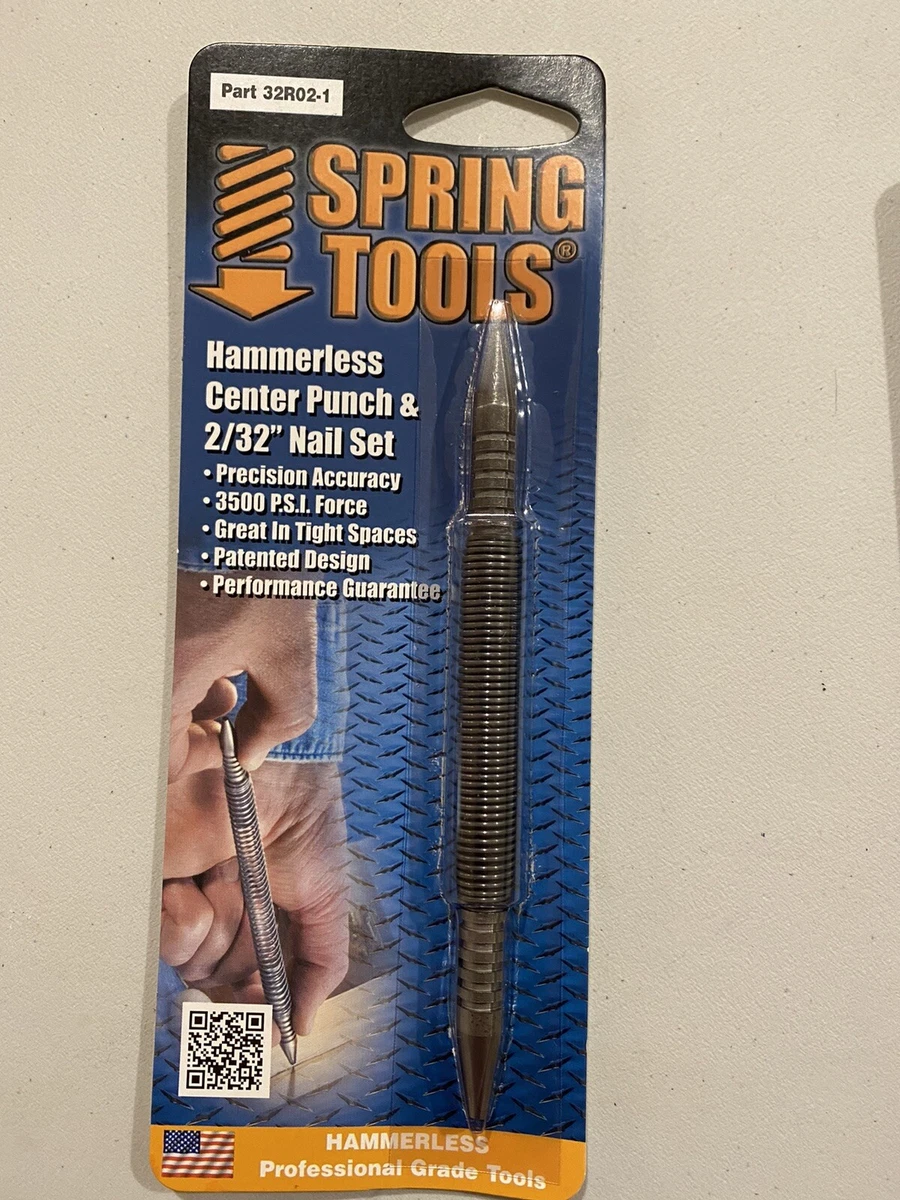 Part 32R02-1
SPRING
TOOLS®
Hammerless
Center Punch &
2/32” Nail Set
• Precision Accuracy
• 3500 P.S.I. Force
• Great In Tight Spaces
• Patented Design
• Performance Guarantee
HAMMERLESS
Professional Grade Tools